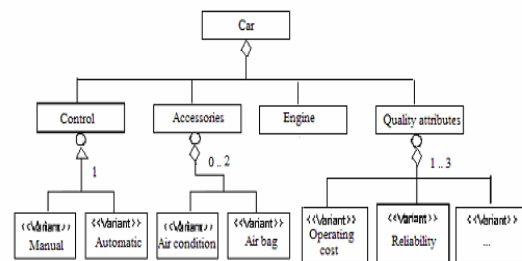 Car
Control
Accessories
Engine
Quality attributes
1
0 .. 2
1 .. 3
<<Variant>>
Manual
<<Variant>>
Automatic
<<Variant>>
Air condition
<<Variant>>
Air bag
<<Variant>>
Operating
cost
<<Variant>>
Reliability
<<Variant>>
...